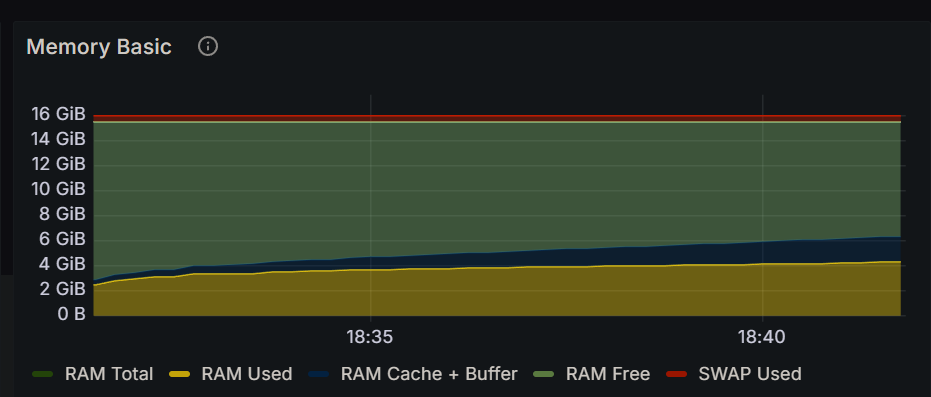 Memory Basic
16 GiB
14 GiB
12 GiB
10 GiB
8 GiB
6 GiB
4 GiB
2 GiB
0 B
18:35 18:40
RAM Total RAM Used RAM Cache + Buffer RAM Free SWAP Used